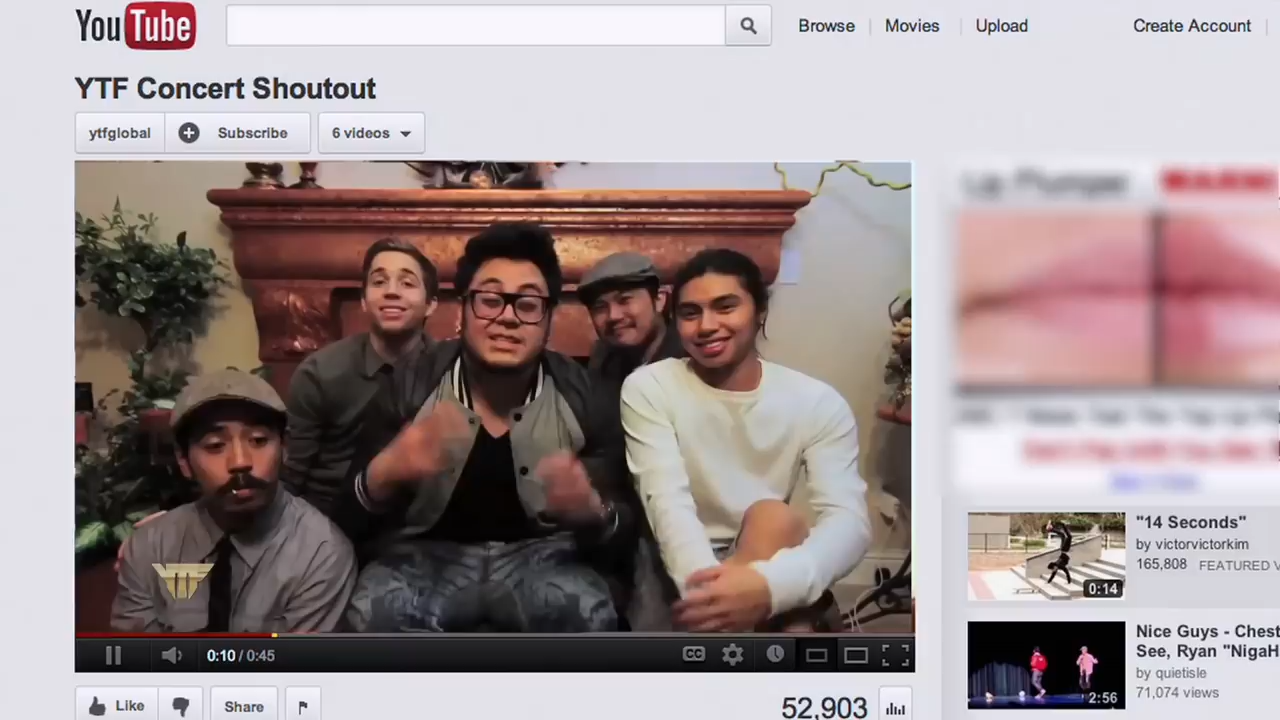 YouTube
Browse
Movies
Upload
Create Account
YTF Concert Shoutout
ytfglobal
Subscribe
6 videos
YTF
0:10 / 0:45
CC
Like
Share
52,903
"14 Seconds"
by victorvictorkim
165,808 FEATURED V
0:14
Nice Guys - Chest
See, Ryan "NigaH
by quietisle
71,074 views
2:56